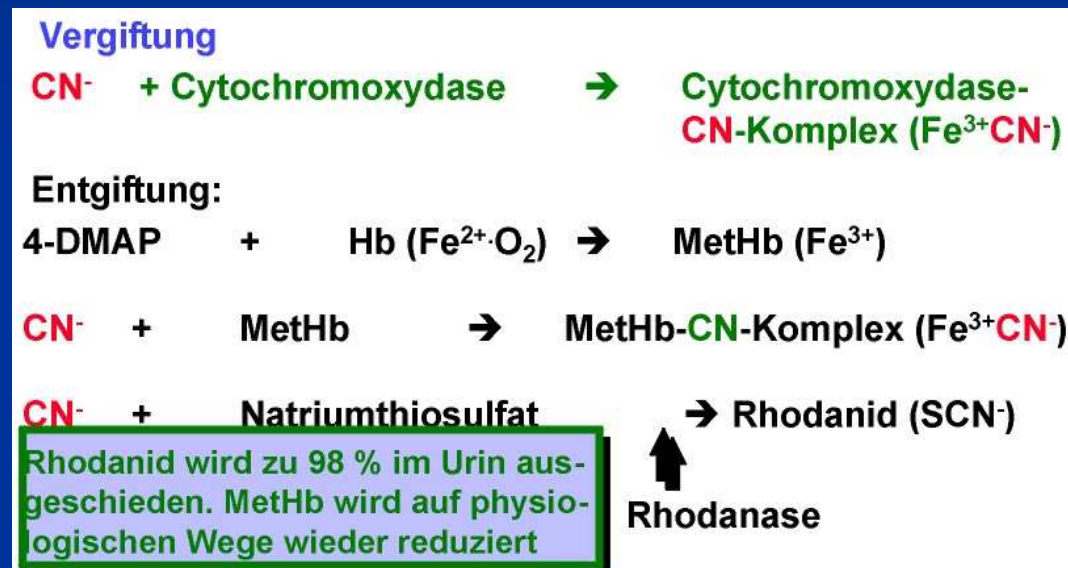 Vergiftung
CN⁻ + Cytochromoxydase ➔ Cytochromoxydase-
CN-Komplex (Fe³⁺CN⁻)
Entgiftung:
4-DMAP + Hb (Fe²⁺·O₂) ➔ MetHb (Fe³⁺)
CN⁻ + MetHb ➔ MetHb-CN-Komplex (Fe³⁺CN⁻)
CN⁻ + Natriumthiosulfat ➔ Rhodanid (SCN⁻)
Rhodanid wird zu 98 % im Urin aus-
geschieden. MetHb wird auf physio-
logischen Wege wieder reduziert
Rhodanase